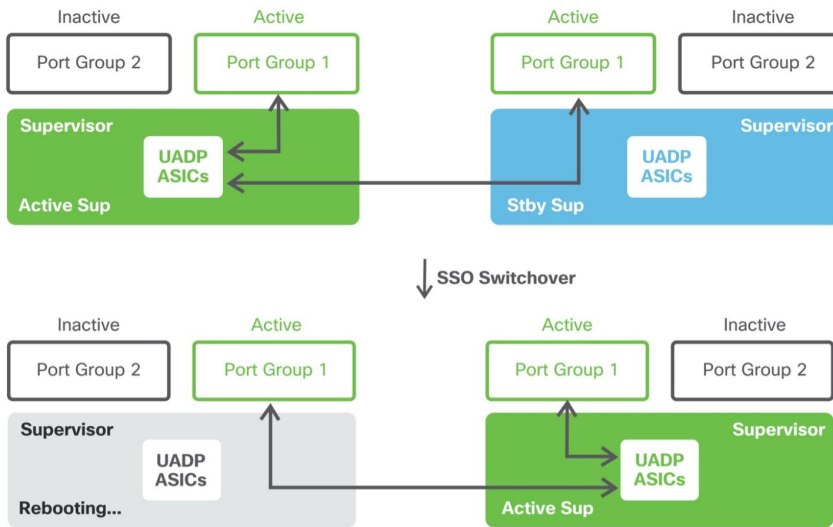 Inactive
Active
Active
Inactive
Port Group 2
Port Group 1
Port Group 1
Port Group 2
Supervisor
UADP
ASICs
Active Sup
Supervisor
UADP
ASICs
Stby Sup
SSO Switchover
Inactive
Active
Active
Inactive
Port Group 2
Port Group 1
Port Group 1
Port Group 2
Supervisor
UADP
ASICs
Rebooting...
Supervisor
UADP
ASICs
Active Sup